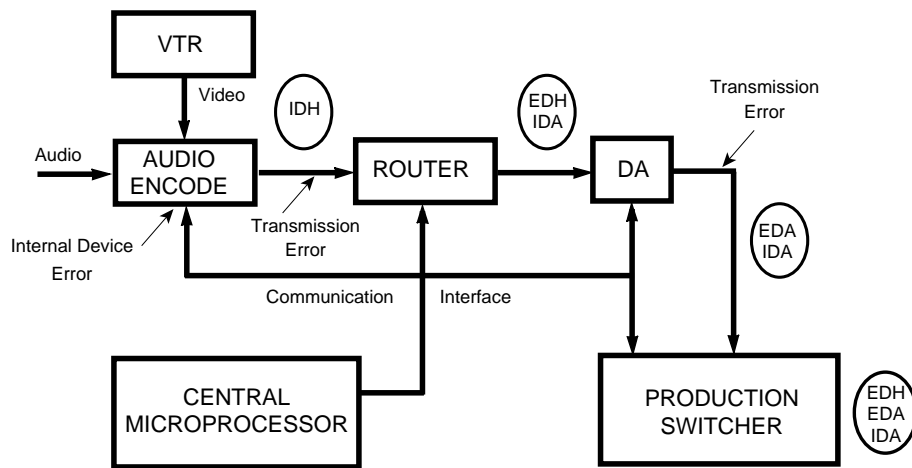 VTR
Video
IDH
EDH
IDA
Transmission
Error
Audio
AUDIO
ENCODE
ROUTER
DA
Internal Device
Error
Transmission
Error
EDA
IDA
Communication
Interface
CENTRAL
MICROPROCESSOR
PRODUCTION
SWITCHER
EDH
EDA
IDA